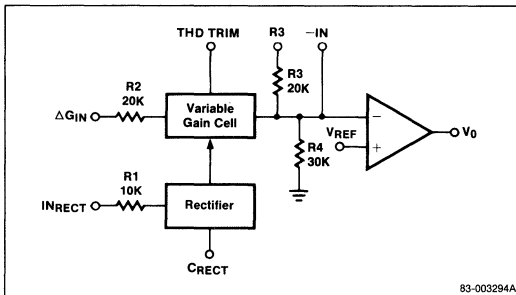 THD TRIM
R3
–IN
R3
20K
R2
20K
ΔGIN
Variable
Gain Cell
VREF
–
+
V0
R4
30K
R1
10K
INRECT
Rectifier
CRECT
83-003294A